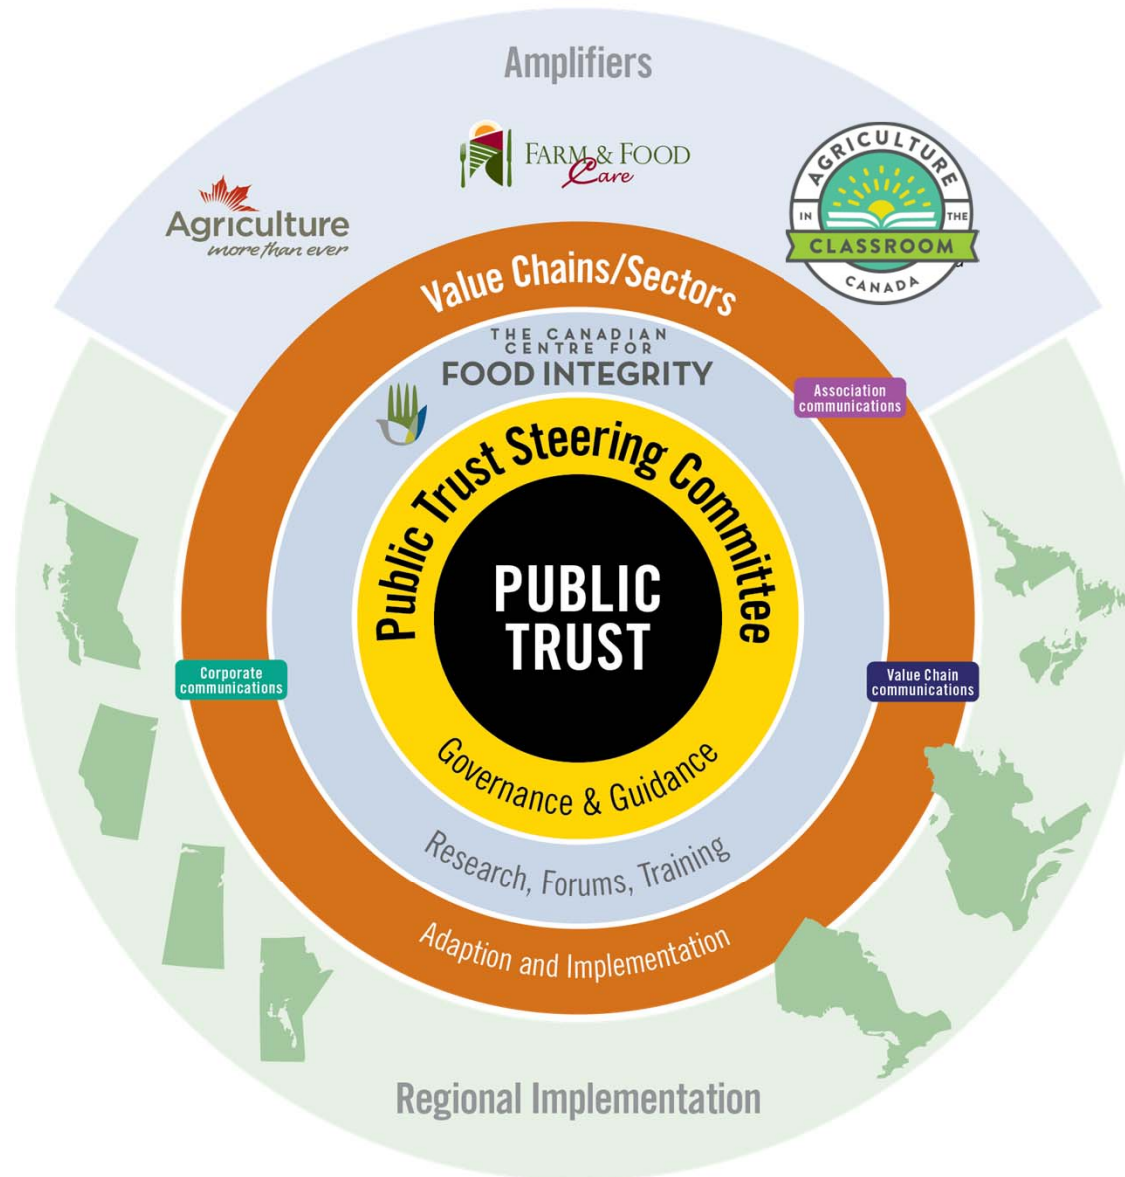 Amplifiers
FARM & FOOD
Care
Agriculture
more than ever
AGRICULTURE
IN THE
CLASSROOM
CANADA
Value Chains/Sectors
THE CANADIAN
CENTRE FOR
FOOD INTEGRITY
Association
communications
Public Trust Steering Committee
PUBLIC
TRUST
Corporate
communications
Value Chain
communications
Governance & Guidance
Research, Forums, Training
Adaption and Implementation
Regional Implementation